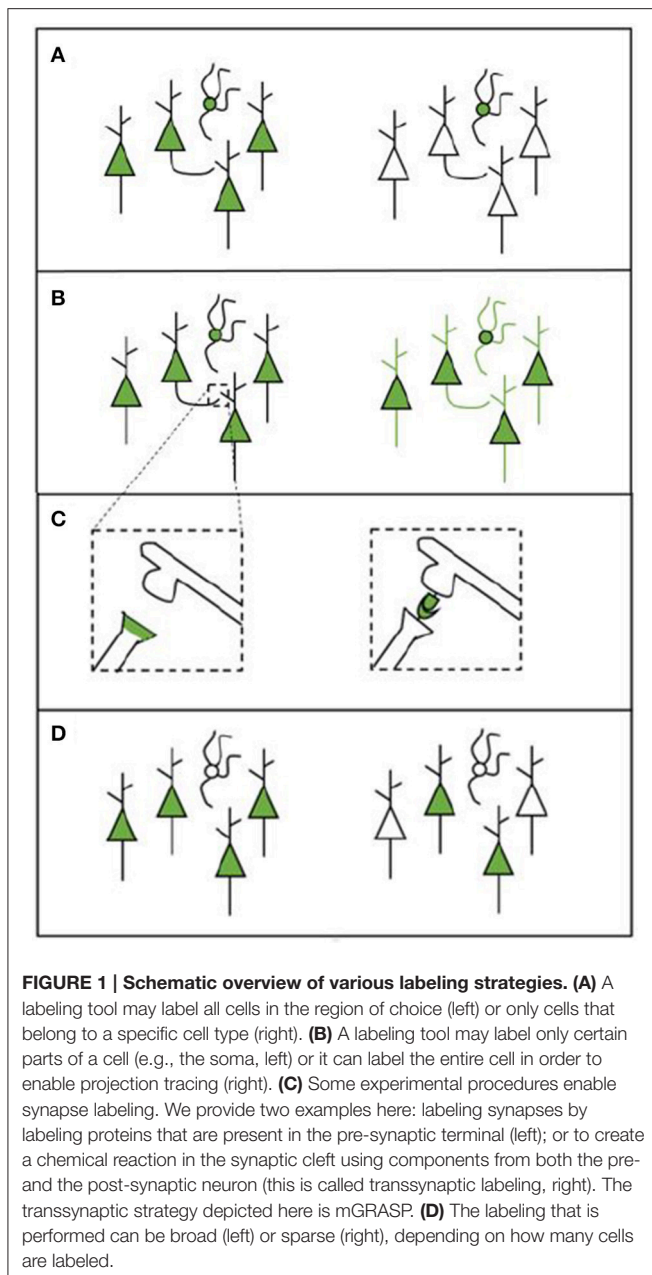 A
B
C
D
FIGURE 1 | Schematic overview of various labeling strategies. (A) A
labeling tool may label all cells in the region of choice (left) or only cells that
belong to a specific cell type (right). (B) A labeling tool may label only certain
parts of a cell (e.g., the soma, left) or it can label the entire cell in order to
enable projection tracing (right). (C) Some experimental procedures enable
synapse labeling. We provide two examples here: labeling synapses by
labeling proteins that are present in the pre-synaptic terminal (left); or to create
a chemical reaction in the synaptic cleft using components from both the pre-
and the post-synaptic neuron (this is called transsynaptic labeling, right). The
transsynaptic strategy depicted here is mGRASP. (D) The labeling that is
performed can be broad (left) or sparse (right), depending on how many cells
are labeled.